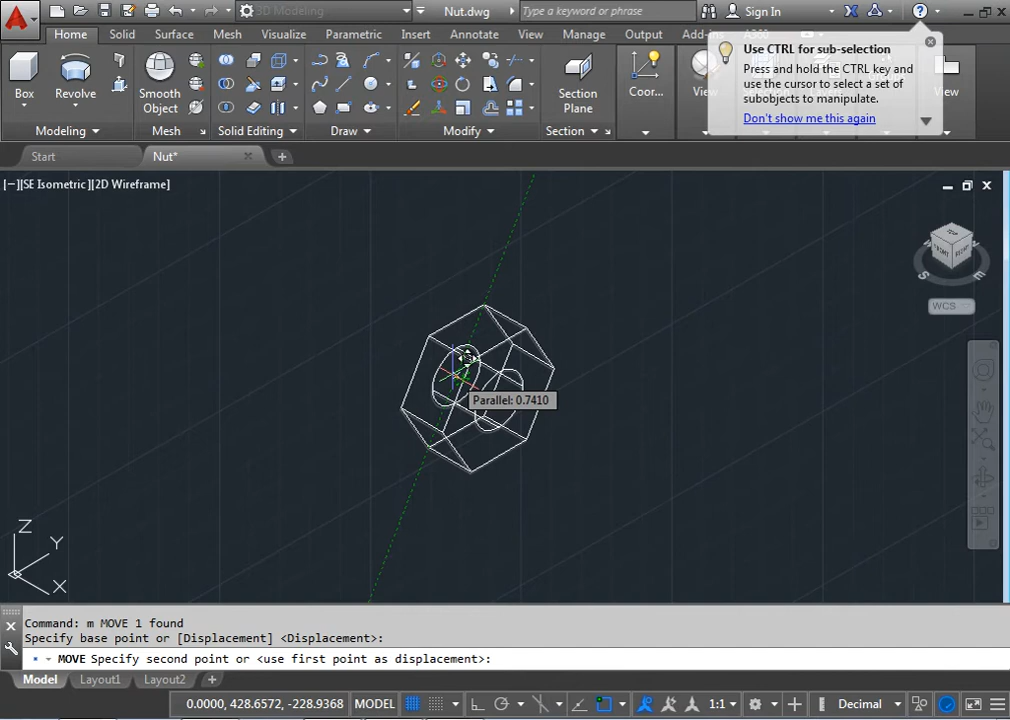 3D Modeling
Nut.dwg
Type a keyword or phrase
Sign In
Home
Solid
Surface
Mesh
Visualize
Parametric
Insert
Annotate
View
Manage
Output
Add-ins
A360
Use CTRL for sub-selection
Press and hold the CTRL key and
use the cursor to select a set of
subobjects to manipulate.
Don't show me this again
Box
Revolve
Smooth
Object
Section
Plane
Coor...
View
View
Modeling
Mesh
Solid Editing
Draw
Modify
Section
Start
Nut*
[−][SE Isometric][2D Wireframe]
TOP
FRONT
RIGHT
S
E
WCS
Parallel: 0.7410
Z
Y
X
Command: m MOVE 1 found
Specify base point or [Displacement] <Displacement>:
MOVE Specify second point or <use first point as displacement>:
Model
Layout1
Layout2
0.0000, 428.6572, -228.9368
MODEL
1:1
Decimal